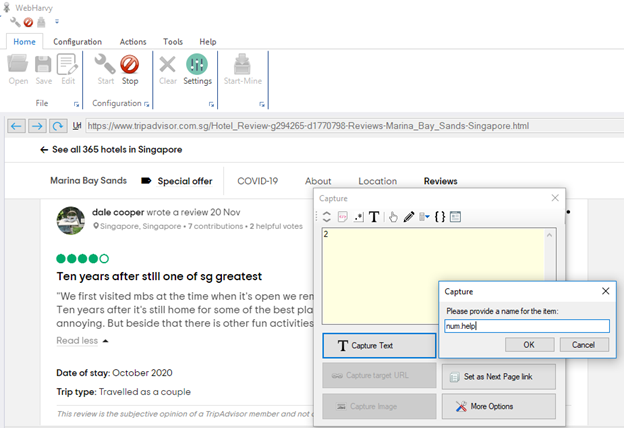 WebHarvy
Home Configuration Actions Tools Help
Open Save Edit Start Stop Clear Settings Start-Mine
File Configuration
Url https://www.tripadvisor.com.sg/Hotel_Review-g294265-d1770798-Reviews-Marina_Bay_Sands-Singapore.html
See all 365 hotels in Singapore
Marina Bay Sands Special offer COVID-19 About Location Reviews
dale cooper wrote a review 20 Nov
Singapore, Singapore • 7 contributions • 2 helpful votes
Ten years after still one of sg greatest
"We first visited mbs at the time when it's open we
Ten years after it's still home for some of the best
annoying. But beside that there is other fun activities
Read less
Date of stay: October 2020
Trip type: Travelled as a couple
This review is the subjective opinion of a TripAdvisor member and not
Capture
2
T Capture Text
Capture target URL
Set as Next Page link
Capture Image
More Options
Capture
Please provide a name for the item:
num.help
OK Cancel